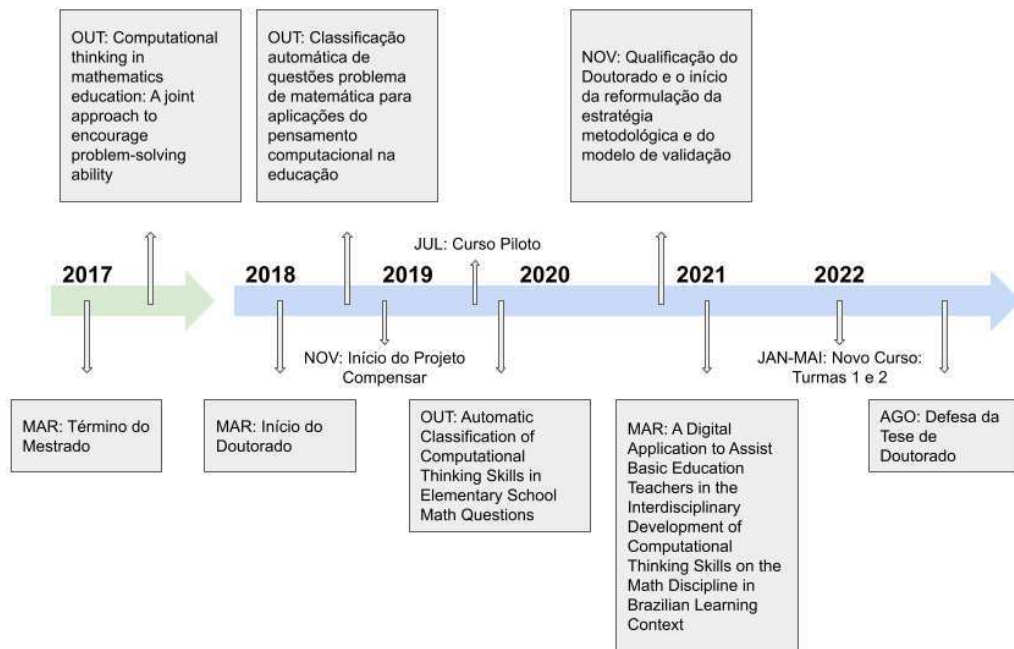 OUT: Computational
thinking in
mathematics
education: A joint
approach to
encourage
problem-solving
ability
OUT: Classificação
automática de
questões problema
de matemática para
aplicações do
pensamento
computacional na
educação
NOV: Qualificação do
Doutorado e o início
da reformulação da
estratégia
metodológica e do
modelo de validação
JUL: Curso Piloto
2017
2018
2019
2020
2021
2022
NOV: Início do Projeto
Compensar
JAN-MAI: Novo Curso:
Turmas 1 e 2
MAR: Término do
Mestrado
MAR: Início do
Doutorado
OUT: Automatic
Classification of
Computational
Thinking Skills in
Elementary School
Math Questions
MAR: A Digital
Application to Assist
Basic Education
Teachers in the
Interdisciplinary
Development of
Computational
Thinking Skills on the
Math Discipline in
Brazilian Learning
Context
AGO: Defesa da
Tese de
Doutorado